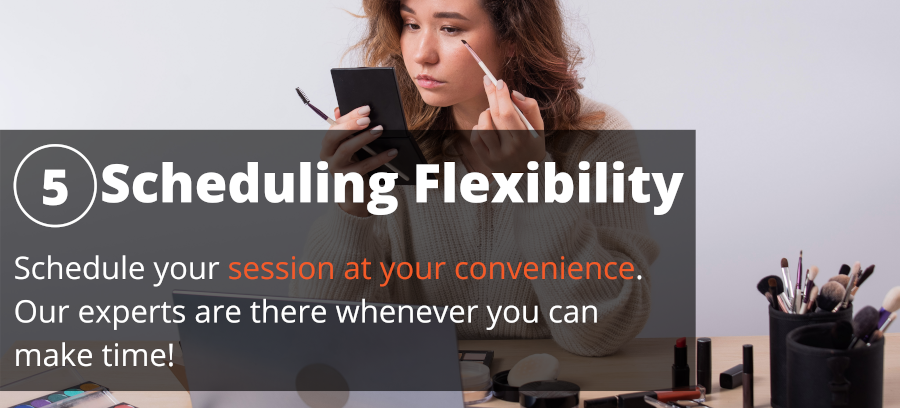 5 Scheduling Flexibility
Schedule your session at your convenience.
Our experts are there whenever you can
make time!